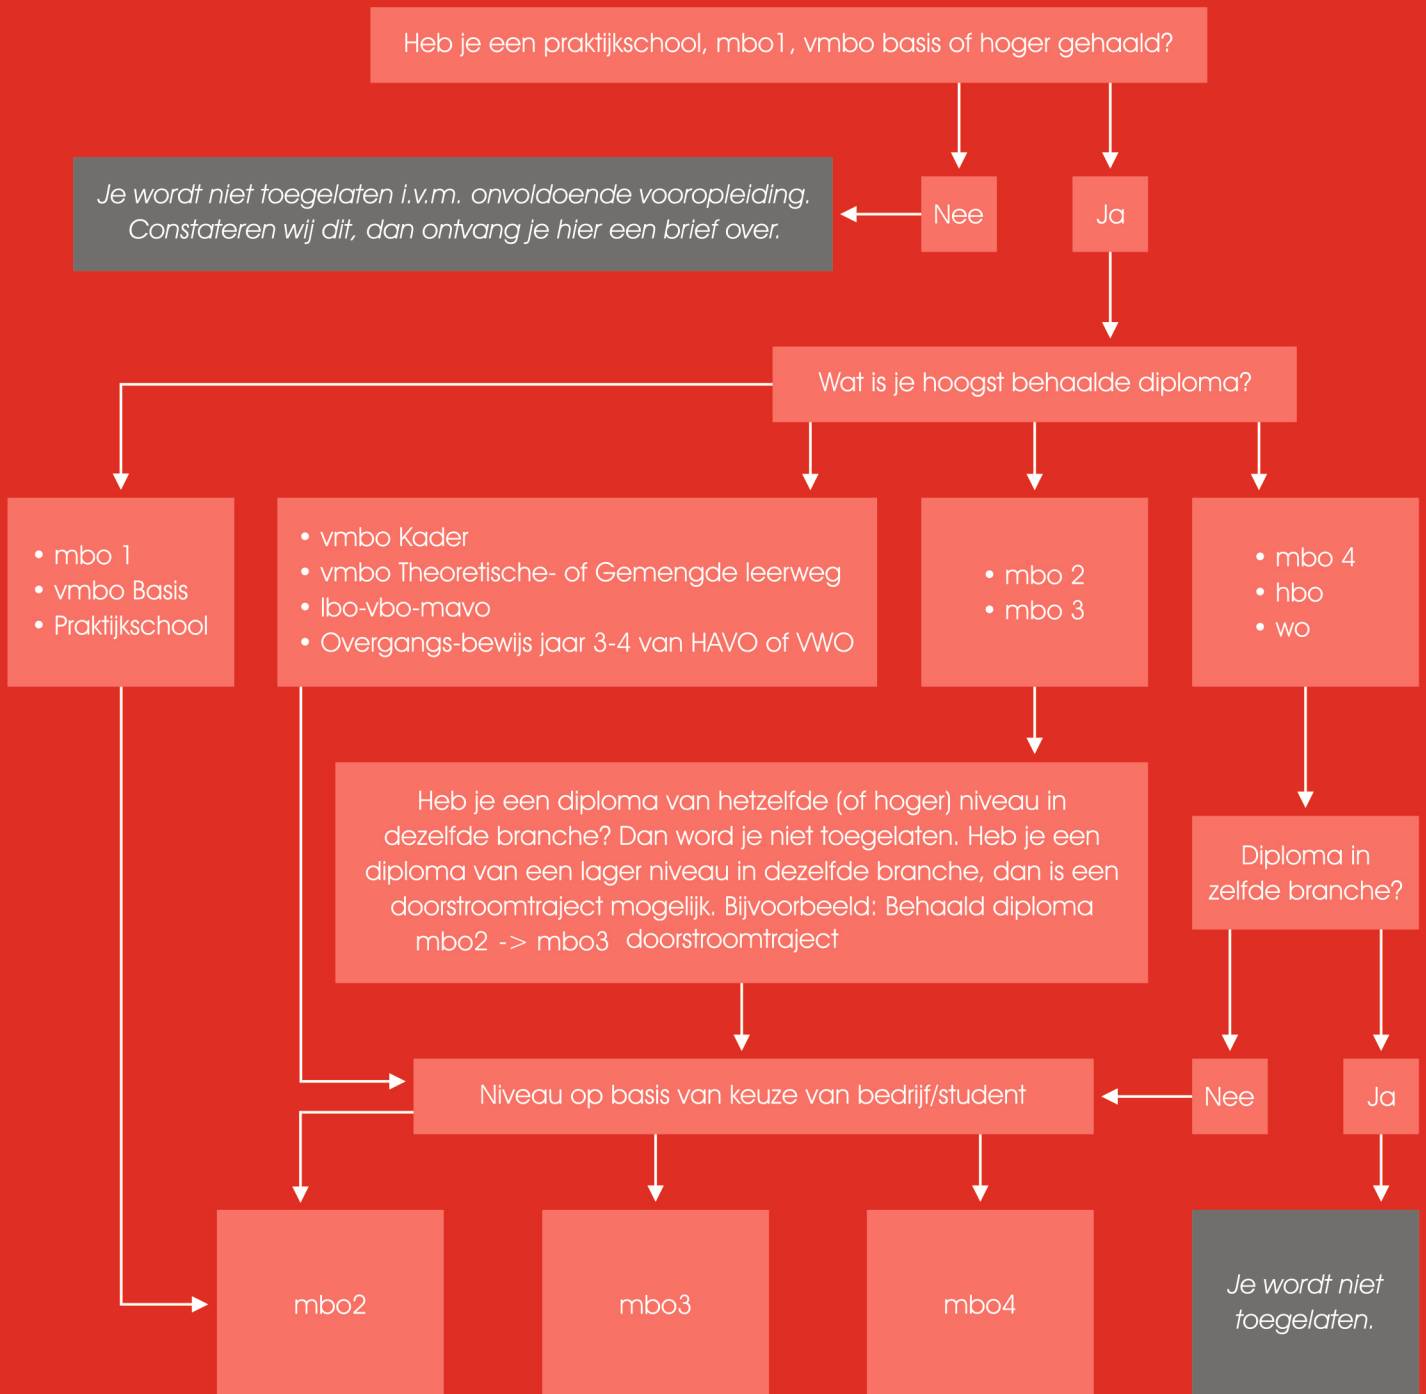 Heb je een praktijkschool, mbo1, vmbo basis of hoger gehaald?
Je wordt niet toegelaten i.v.m. onvoldoende vooropleiding.
Constateren wij dit, dan ontvang je hier een brief over.
Nee
Ja
Wat is je hoogst behaalde diploma?
• mbo 1
• vmbo Basis
• Praktijkschool
• vmbo Kader
• vmbo Theoretische- of Gemengde leerweg
• lbo-vbo-mavo
• Overgangs-bewijs jaar 3-4 van HAVO of VWO
• mbo 2
• mbo 3
• mbo 4
• hbo
• wo
Heb je een diploma van hetzelfde (of hoger) niveau in
dezelfde branche? Dan word je niet toegelaten. Heb je een
diploma van een lager niveau in dezelfde branche, dan is een
doorstroomtraject mogelijk. Bijvoorbeeld: Behaald diploma
mbo2 -> mbo3 doorstroomtraject
Diploma in
zelfde branche?
Niveau op basis van keuze van bedrijf/student
Nee
Ja
mbo2
mbo3
mbo4
Je wordt niet
toegelaten.